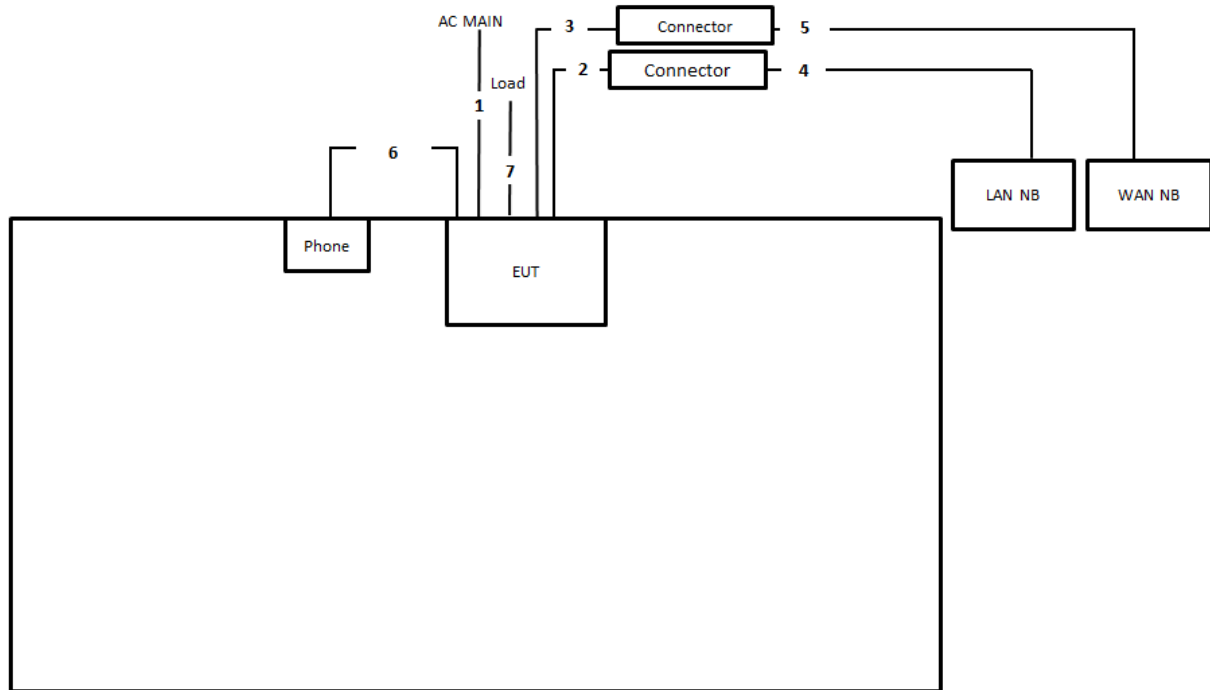 AC MAIN
3
Connector
5
2
Connector
4
Load
1
6
7
LAN NB
WAN NB
Phone
EUT